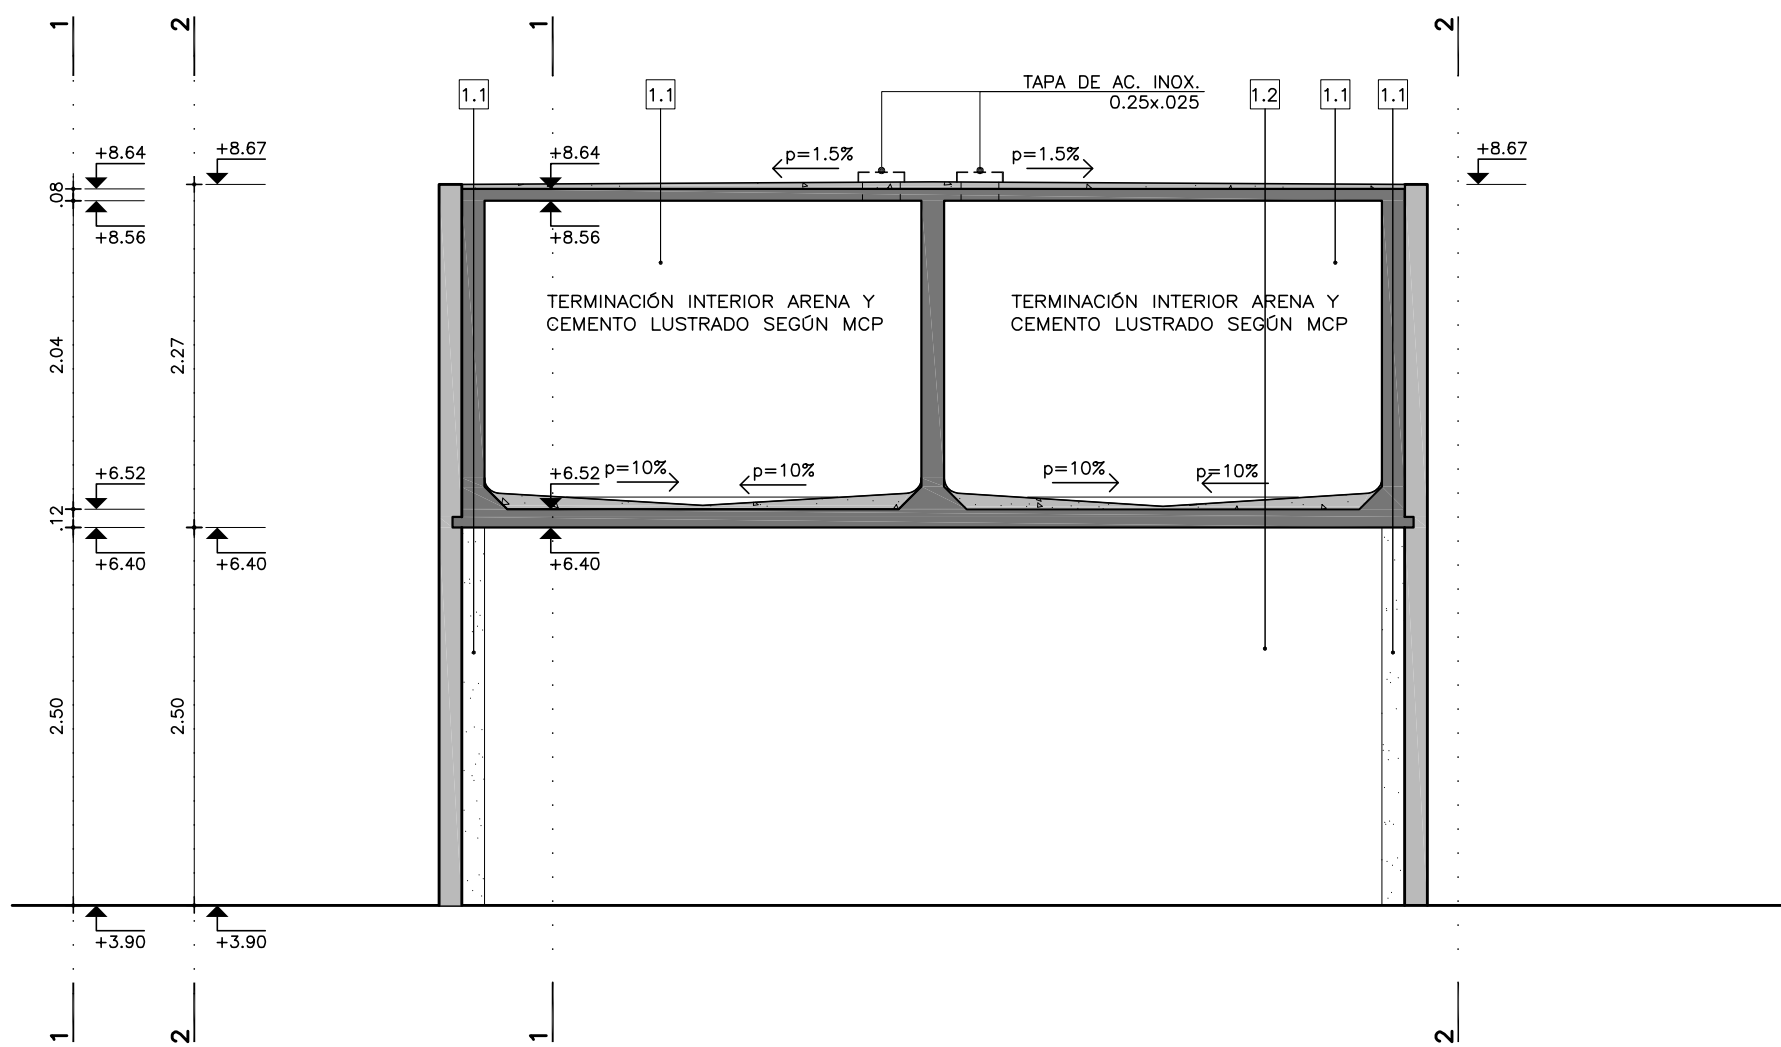 1 2 1 2
TAPA DE AC. INOX.
0.25x.025
1.1 1.1 1.2 1.1 1.1
+8.64 +8.67 +8.64 p=1.5% p=1.5% +8.67
.08
+8.56 +8.56
TERMINACIÓN INTERIOR ARENA Y
CEMENTO LUSTRADO SEGÚN MCP
TERMINACIÓN INTERIOR ARENA Y
CEMENTO LUSTRADO SEGÚN MCP
2.04 2.27
+6.52 +6.52 p=10% p=10% p=10% p=10%
.12
+6.40 +6.40 +6.40
2.50 2.50
+3.90 +3.90
1 2 1 2